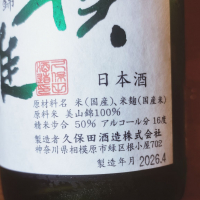 錦
日本酒
原材料名 米(国産)、米麹(国産)
原料米 美山錦100%
精米歩合 50% アルコール分 16度
製造者 久保田酒造株式会社
神奈川県相模原市緑区根小屋702
製造年月 2026.4